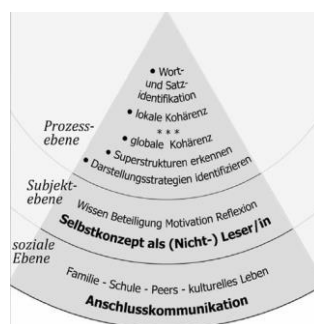 • Wort-
und Satz-
identifikation
• lokale Kohärenz
* * *
• globale Kohärenz
• Superstrukturen erkennen
• Darstellungsstrategien identifizieren
Prozess-
ebene
Wissen Beteiligung Motivation Reflexion
Selbstkonzept als (Nicht-) Leser/in
Subjekt-
ebene
Familie - Schule - Peers - kulturelles Leben
Anschlusskommunikation
soziale
Ebene